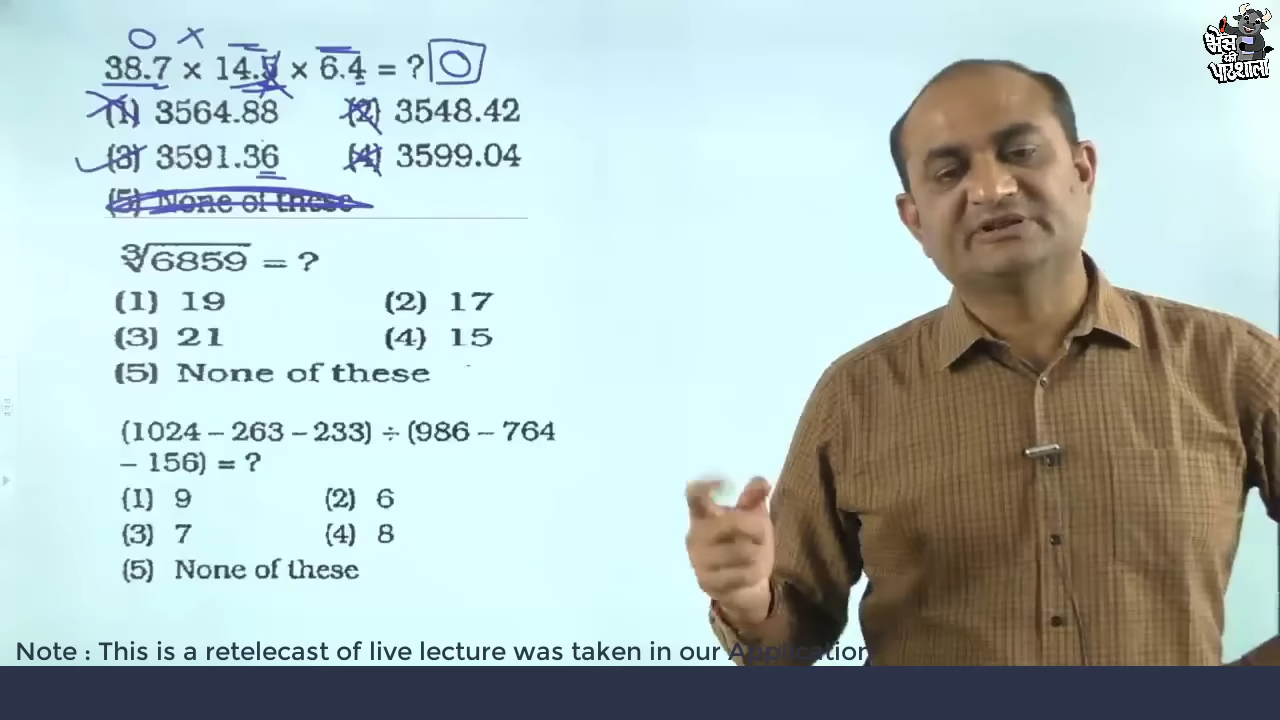 O ×
38.7 × 14.5 × 6.4 = ? O
(1) 3564.88 (2) 3548.42
(3) 3591.36 (4) 3599.04
(5) None of these
∛6859 = ?
(1) 19 (2) 17
(3) 21 (4) 15
(5) None of these
(1024 – 263 – 233) ÷ (986 – 764
– 156) = ?
(1) 9 (2) 6
(3) 7 (4) 8
(5) None of these
Note : This is a retelecast of live lecture was taken in our Application
भैंस
की
पाठशाला